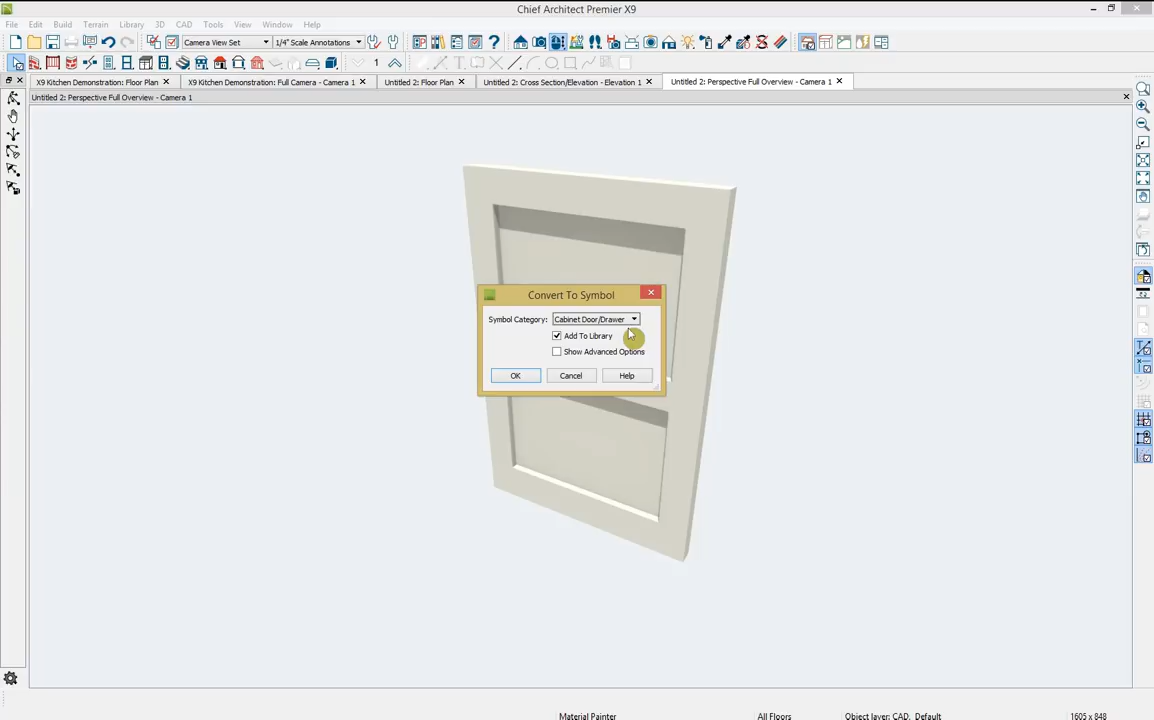 Chief Architect Premier X9
File Edit Build Terrain Library 3D CAD Tools View Window Help
Camera View Set 1/4" Scale Annotations
1
X9 Kitchen Demonstration: Floor Plan X9 Kitchen Demonstration: Full Camera - Camera 1 Untitled 2: Floor Plan Untitled 2: Cross Section/Elevation - Elevation 1 Untitled 2: Perspective Full Overview - Camera 1
Untitled 2: Perspective Full Overview - Camera 1
Convert To Symbol
Symbol Category: Cabinet Door/Drawer
Add To Library
Show Advanced Options
OK Cancel Help
Material Painter All Floors Object layer: CAD, Default 1605 x 848